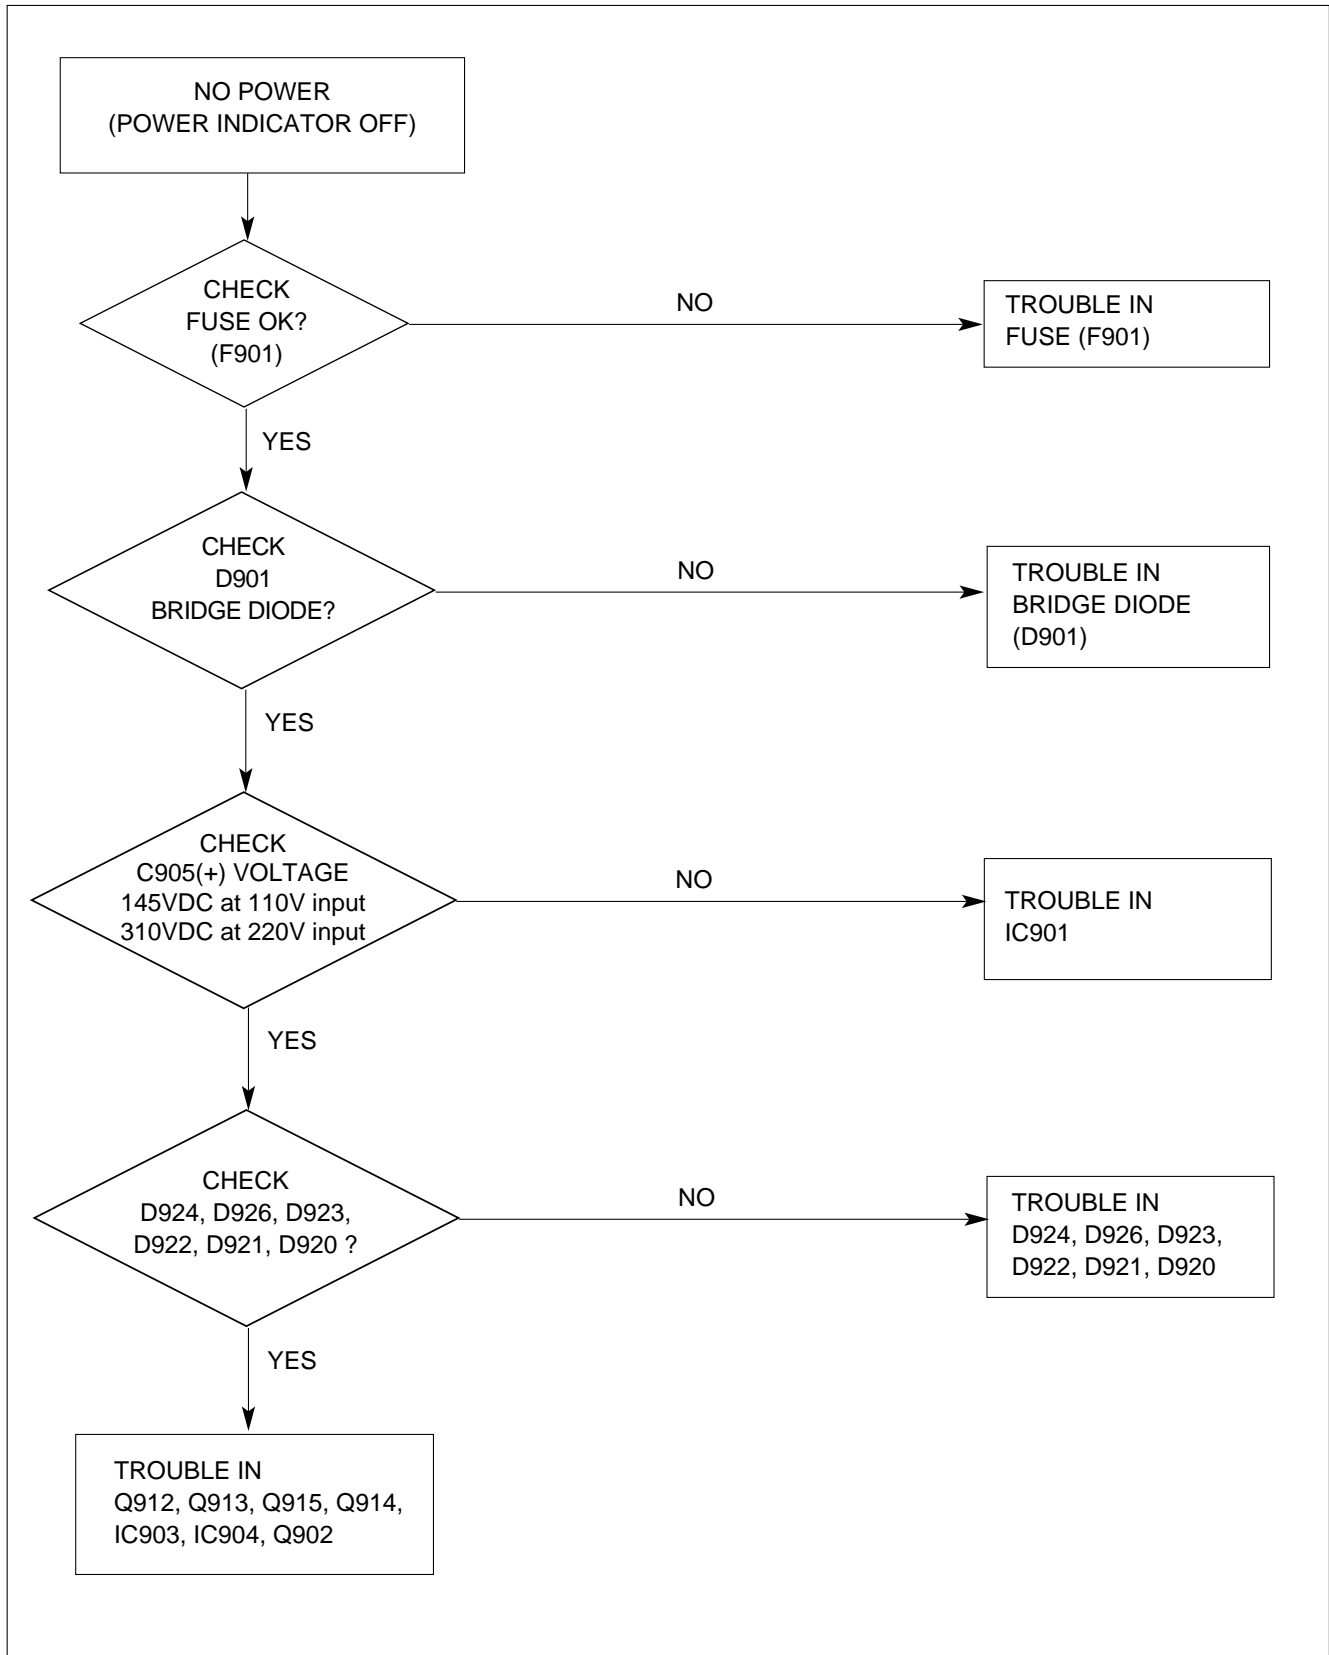 NO POWER
(POWER INDICATOR OFF)
CHECK
FUSE OK?
(F901)
NO
TROUBLE IN
FUSE (F901)
YES
CHECK
D901
BRIDGE DIODE?
NO
TROUBLE IN
BRIDGE DIODE
(D901)
YES
CHECK
C905(+) VOLTAGE
145VDC at 110V input
310VDC at 220V input
NO
TROUBLE IN
IC901
YES
CHECK
D924, D926, D923,
D922, D921, D920 ?
NO
TROUBLE IN
D924, D926, D923,
D922, D921, D920
YES
TROUBLE IN
Q912, Q913, Q915, Q914,
IC903, IC904, Q902